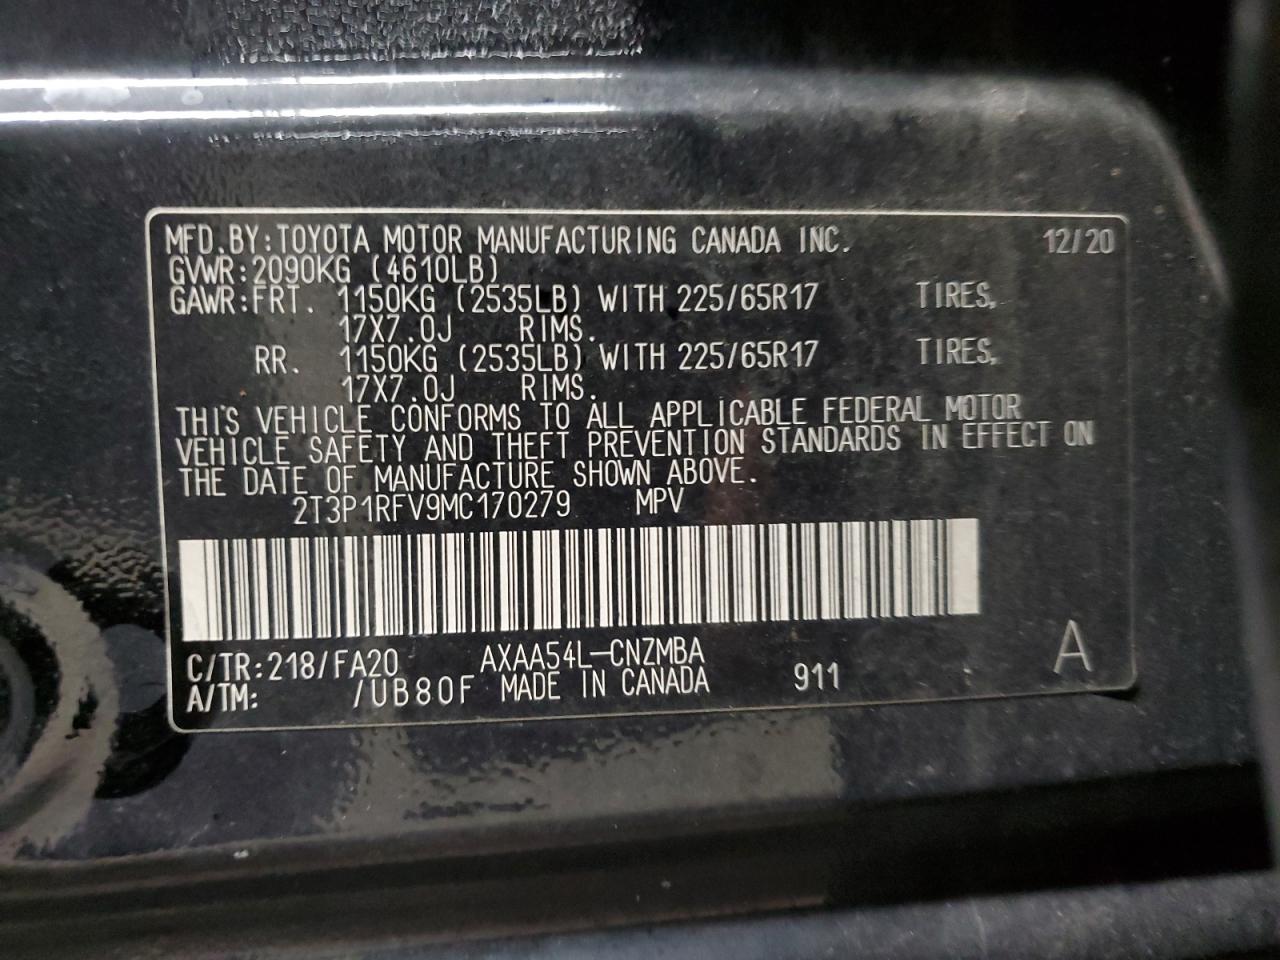 MFD.BY:TOYOTA MOTOR MANUFACTURING CANADA INC. 12/20
GVWR:2090KG (4610LB)
GAWR:FRT. 1150KG (2535LB) WITH 225/65R17 TIRES,
17X7.0J RIMS.
RR. 1150KG (2535LB) WITH 225/65R17 TIRES,
17X7.0J RIMS.
THIS VEHICLE CONFORMS TO ALL APPLICABLE FEDERAL MOTOR
VEHICLE SAFETY AND THEFT PREVENTION STANDARDS IN EFFECT ON
THE DATE OF MANUFACTURE SHOWN ABOVE.
2T3P1RFV9MC170279 MPV
C/TR:218/FA20 AXAA54L-CNZMBA
A/TM: /UB80F MADE IN CANADA 911 A